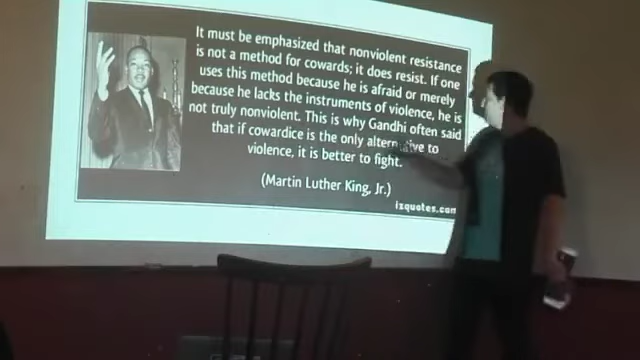 It must be emphasized that nonviolent resistance
is not a method for cowards; it does resist. If one
uses this method because he is afraid or merely
because he lacks the instruments of violence, he is
not truly nonviolent. This is why Gandhi often said
that if cowardice is the only alternative to
violence, it is better to fight.
(Martin Luther King, Jr.)
izquotes.com